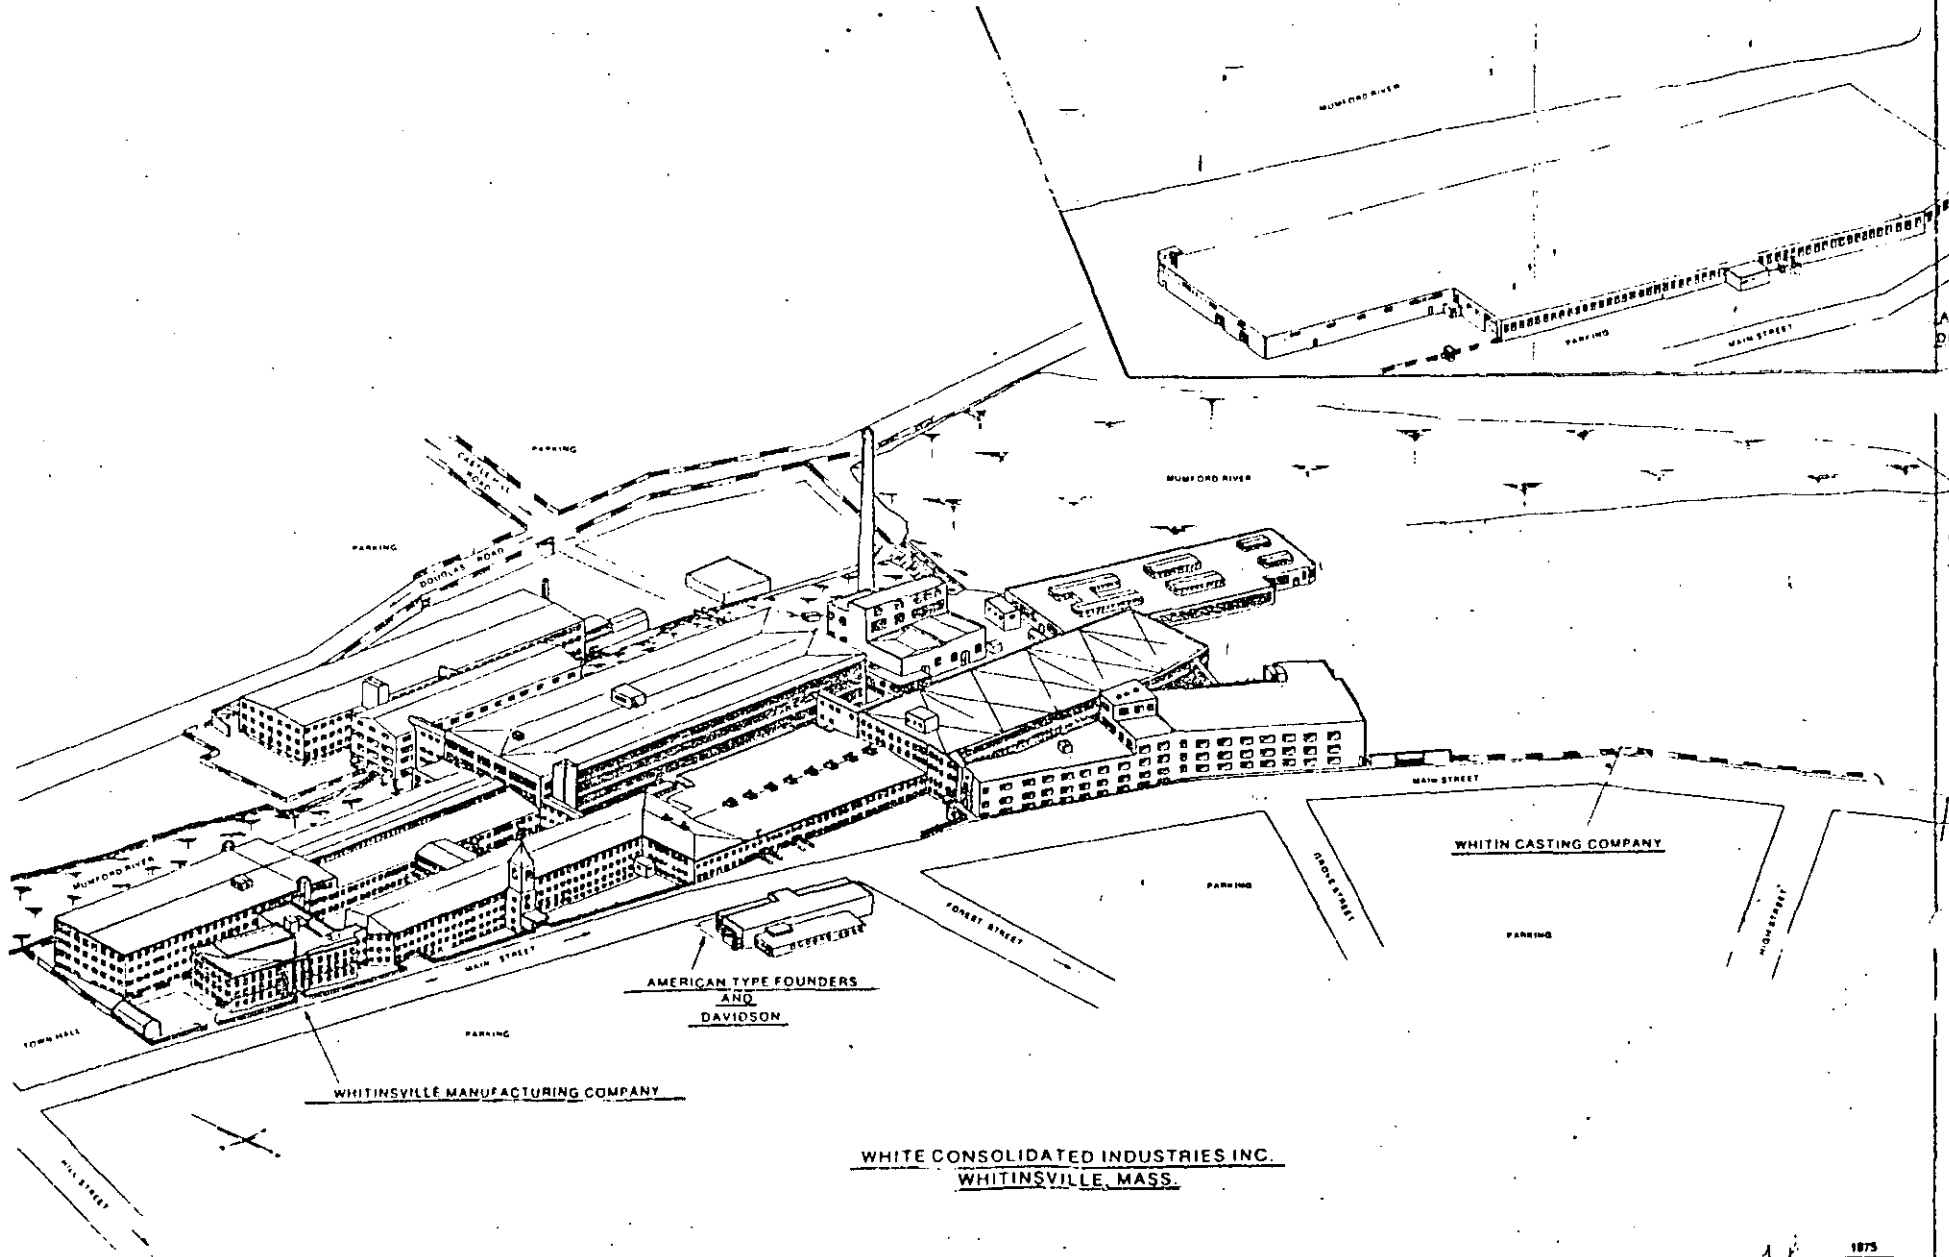 MUMFORD RIVER
PARKING
MAIN STREET
PARKING
CASTLE HILL
ROAD
MUMFORD RIVER
PARKING
DOUGLAS ROAD
MAIN STREET
WHITIN CASTING COMPANY
MUMFORD RIVER
PARKING
GROVE STREET
FOREST STREET
PARKING
HIGH STREET
MAIN STREET
AMERICAN TYPE FOUNDERS
AND
DAVIDSON
TOWN HALL
PARKING
WHITINSVILLE MANUFACTURING COMPANY
WHITE CONSOLIDATED INDUSTRIES INC.
WHITINSVILLE, MASS.
HILL STREET
1875